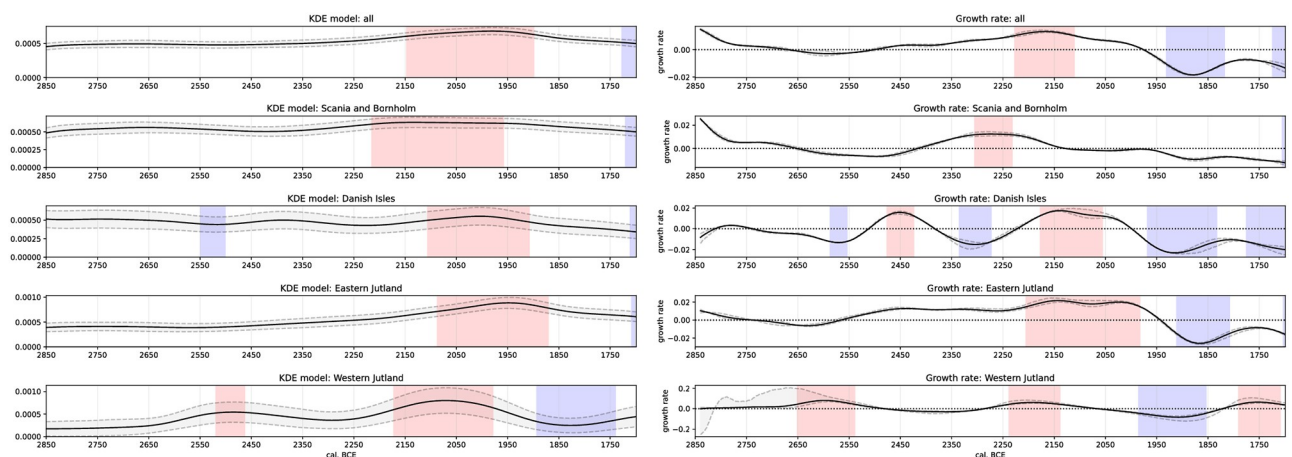 KDE model: all
0.0005
0.0000
2850 2750 2650 2550 2450 2350 2250 2150 2050 1950 1850 1750
KDE model: Scania and Bornholm
0.00050
0.00025
0.00000
2850 2750 2650 2550 2450 2350 2250 2150 2050 1950 1850 1750
KDE model: Danish Isles
0.00050
0.00025
0.00000
2850 2750 2650 2550 2450 2350 2250 2150 2050 1950 1850 1750
KDE model: Eastern Jutland
0.0010
0.0005
0.0000
2850 2750 2650 2550 2450 2350 2250 2150 2050 1950 1850 1750
KDE model: Western Jutland
0.0010
0.0005
0.0000
2850 2750 2650 2550 2450 2350 2250 2150 2050 1950 1850 1750
cal. BCE
Growth rate: all
growth rate
0.00
−0.02
2850 2750 2650 2550 2450 2350 2250 2150 2050 1950 1850 1750
Growth rate: Scania and Bornholm
growth rate
0.02
0.00
2850 2750 2650 2550 2450 2350 2250 2150 2050 1950 1850 1750
Growth rate: Danish Isles
growth rate
0.02
0.00
−0.02
2850 2750 2650 2550 2450 2350 2250 2150 2050 1950 1850 1750
Growth rate: Eastern Jutland
growth rate
0.02
0.00
−0.02
2850 2750 2650 2550 2450 2350 2250 2150 2050 1950 1850 1750
Growth rate: Western Jutland
growth rate
0.2
0.0
−0.2
2850 2750 2650 2550 2450 2350 2250 2150 2050 1950 1850 1750
cal. BCE